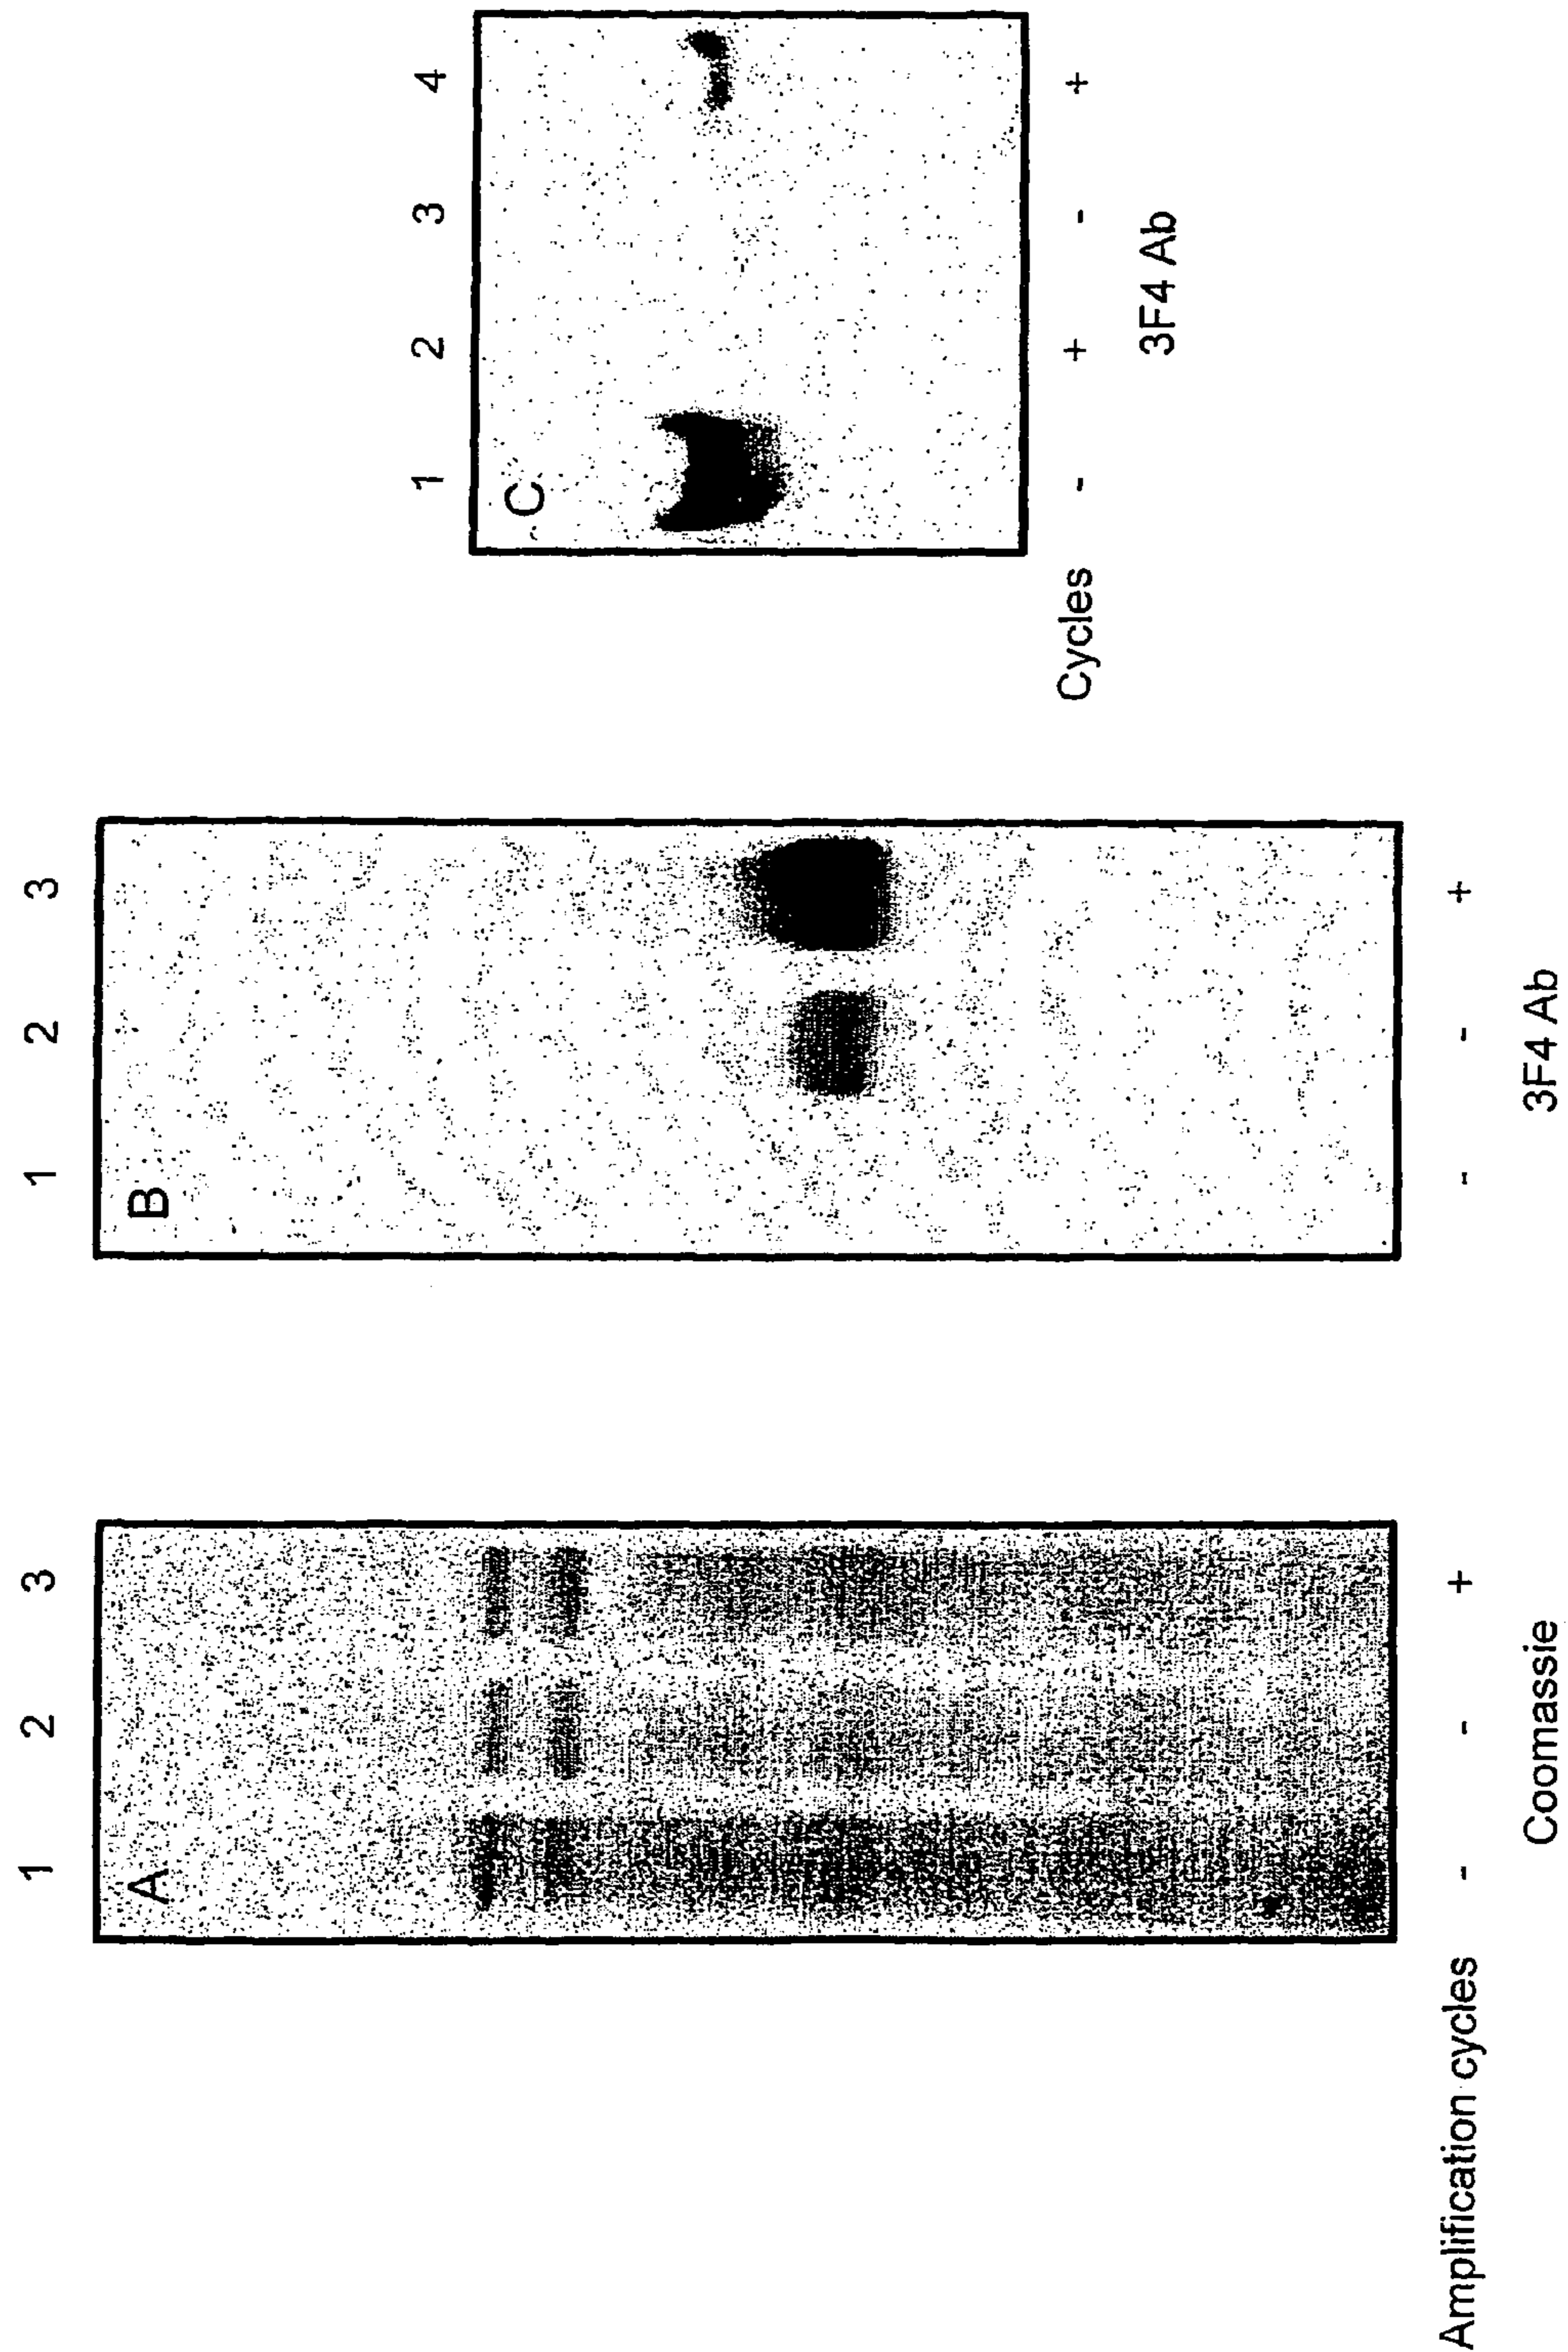 1 2 3
A
Amplification cycles - - +
Coomassie
1 2 3
B
- - +
3F4 Ab
1 2 3 4
C
Cycles - + - +
3F4 Ab